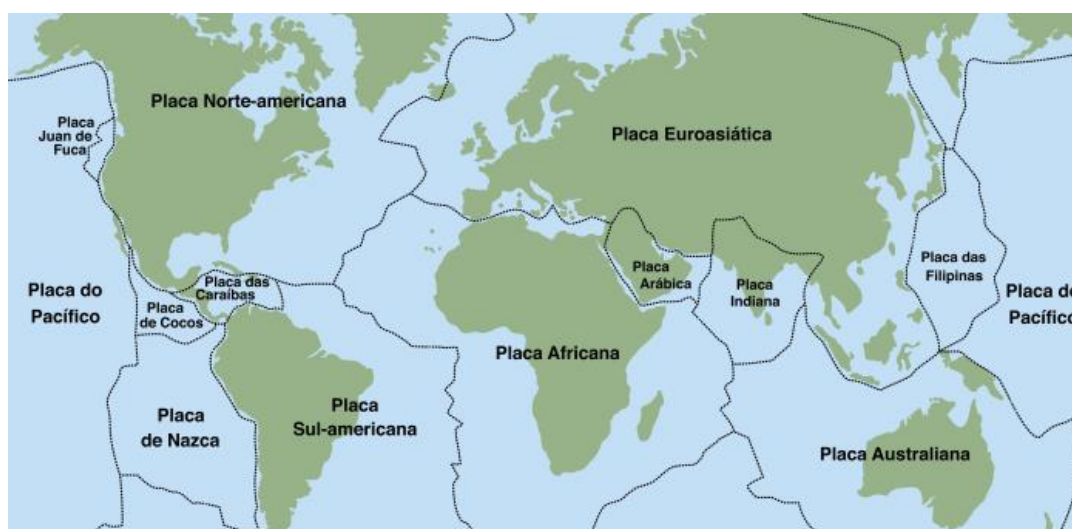 Placa Norte-americana
Placa
Juan de
Fuca
Placa Euroasiática
Placa do
Pacífico
Placa das
Caraíbas
Placa
de Cocos
Placa
Arábica
Placa
Indiana
Placa das
Filipinas
Placa do
Pacífico
Placa Africana
Placa
de Nazca
Placa
Sul-americana
Placa Australiana